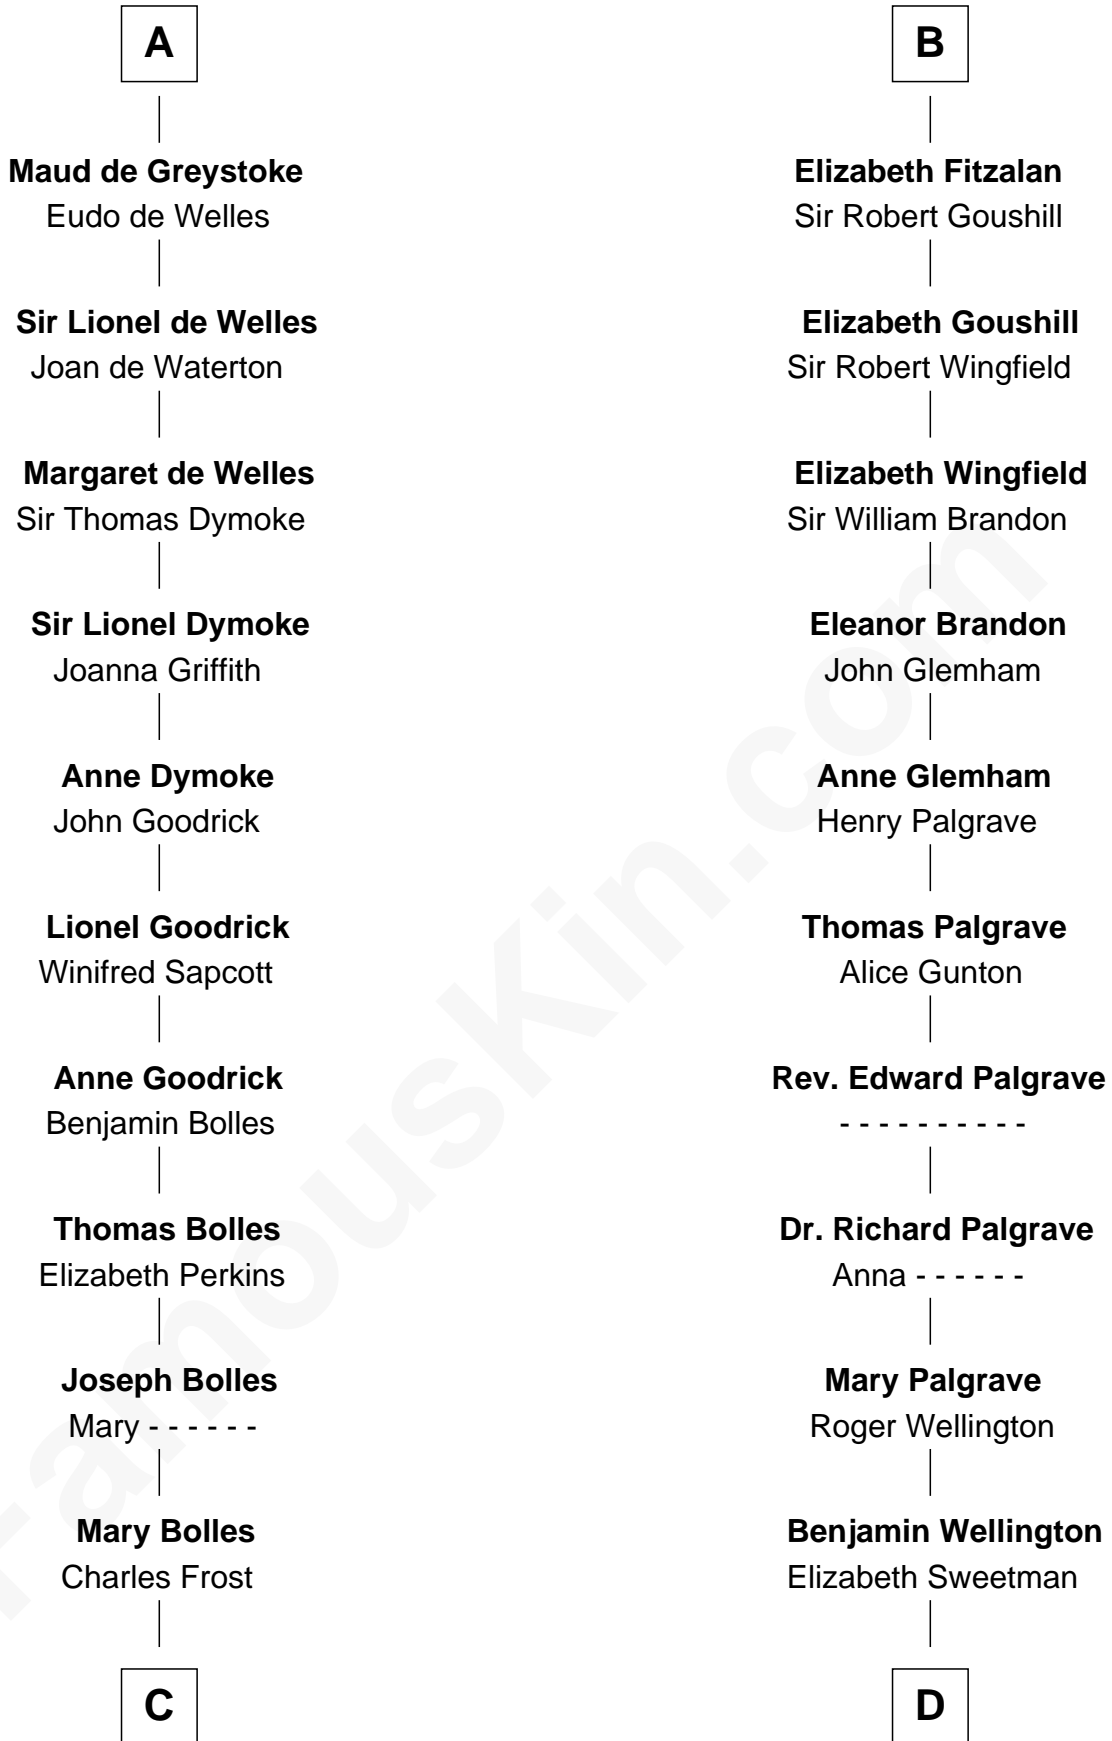 A
Maud de Greystoke
Eudo de Welles
Sir Lionel de Welles
Joan de Waterton
Margaret de Welles
Sir Thomas Dymoke
Sir Lionel Dymoke
Joanna Griffith
Anne Dymoke
John Goodrick
Lionel Goodrick
Winifred Sapcott
Anne Goodrick
Benjamin Bolles
Thomas Bolles
Elizabeth Perkins
Joseph Bolles
Mary - - - - - -
Mary Bolles
Charles Frost
C
B
Elizabeth Fitzalan
Sir Robert Goushill
Elizabeth Goushill
Sir Robert Wingfield
Elizabeth Wingfield
Sir William Brandon
Eleanor Brandon
John Glemham
Anne Glemham
Henry Palgrave
Thomas Palgrave
Alice Gunton
Rev. Edward Palgrave
- - - - - - - - - -
Dr. Richard Palgrave
Anna - - - - - -
Mary Palgrave
Roger Wellington
Benjamin Wellington
Elizabeth Sweetman
D
FamousKin.com